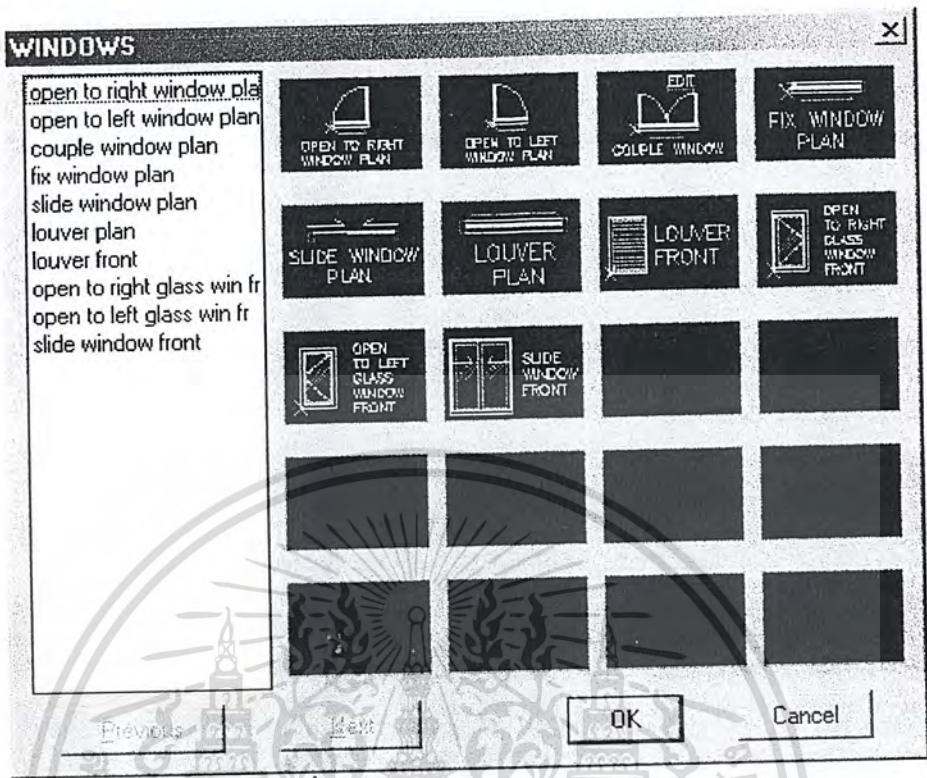 WINDOWS
open to right window pla
open to left window plan
couple window plan
fix window plan
slide window plan
louver plan
louver front
open to right glass win fr
open to left glass win fr
slide window front
OPEN TO RIGHT
WINDOW PLAN
OPEN TO LEFT
WINDOW PLAN
EDIT
COUPLE WINDOW
FIX WINDOW
PLAN
SLIDE WINDOW
PLAN
LOUVER
PLAN
LOUVER
FRONT
OPEN
TO RIGHT
GLASS
WINDOW
FRONT
OPEN
TO LEFT
GLASS
WINDOW
FRONT
SLIDE
WINDOW
FRONT
Previous
Next
OK
Cancel